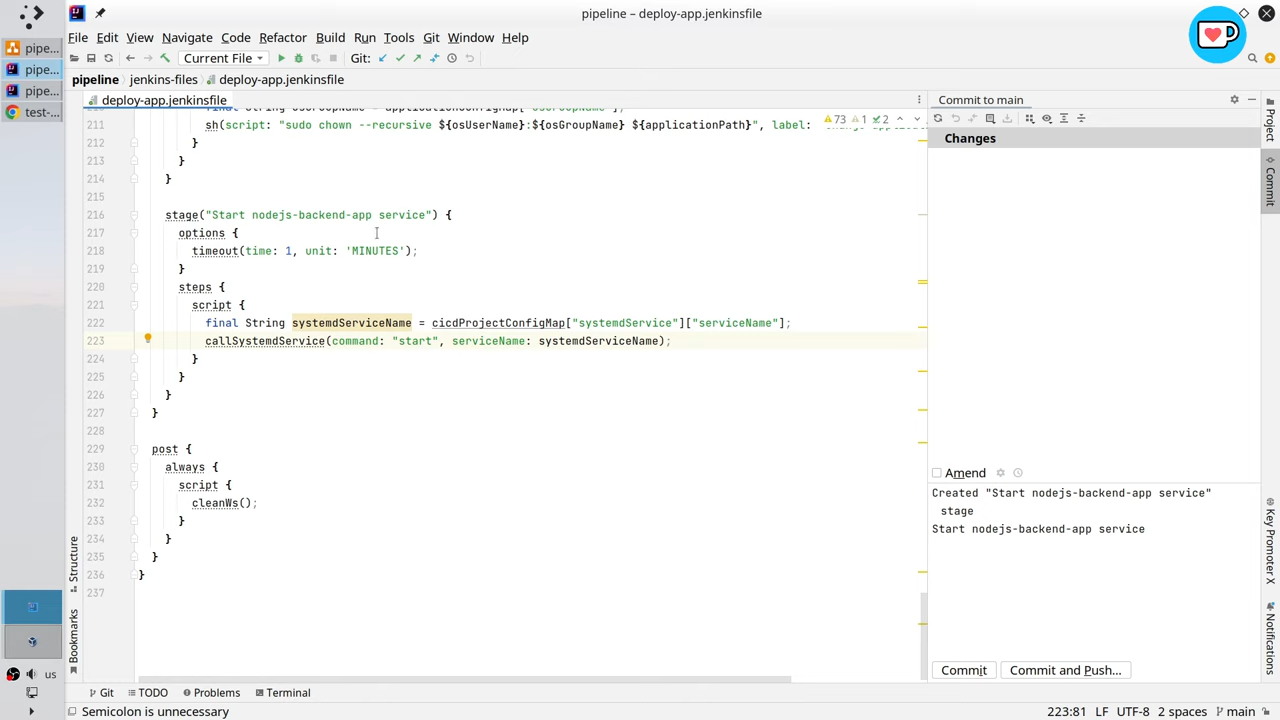 pipeline – deploy-app.jenkinsfile
File Edit View Navigate Code Refactor Build Run Tools Git Window Help
Current File Git:
pipeline jenkins-files deploy-app.jenkinsfile
pipe...
pipe...
pipe...
test-...
deploy-app.jenkinsfile
73 1 2
211 sh(script: "sudo chown --recursive ${osUserName}:${osGroupName} ${applicationPath}", label:
212 }
213 }
214 }
215
216 stage("Start nodejs-backend-app service") {
217 options {
218 timeout(time: 1, unit: 'MINUTES');
219 }
220 steps {
221 script {
222 final String systemdServiceName = cicdProjectConfigMap["systemdService"]["serviceName"];
223 callSystemdService(command: "start", serviceName: systemdServiceName);
224 }
225 }
226 }
227 }
228
229 post {
230 always {
231 script {
232 cleanWs();
233 }
234 }
235 }
236 }
237
Commit to main
Changes
Amend
Created "Start nodejs-backend-app service"
stage
Start nodejs-backend-app service
Commit Commit and Push...
Project
Commit
Key Promoter X
Notifications
Structure
Bookmarks
us
Git TODO Problems Terminal
Semicolon is unnecessary 223:81 LF UTF-8 2 spaces main